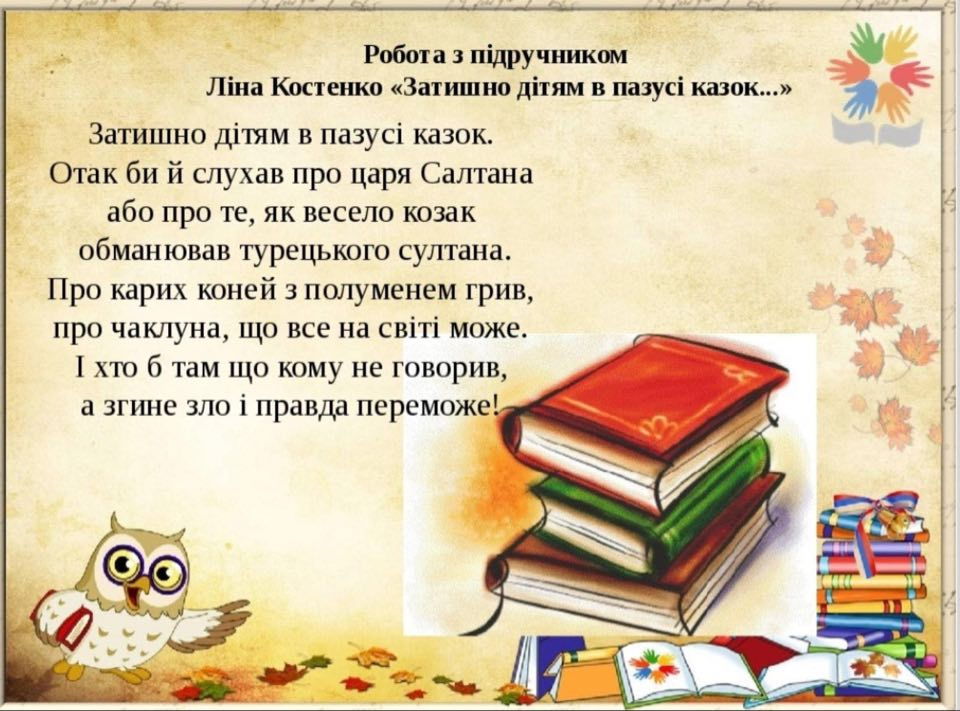 Робота з підручником
Ліна Костенко «Затишно дітям в пазусі казок...»
Затишно дітям в пазусі казок.
Отак би й слухав про царя Салтана
або про те, як весело козак
обманював турецького султана.
Про карих коней з полуменем грив,
про чаклуна, що все на світі може.
І хто б там що кому не говорив,
а згине зло і правда переможе!